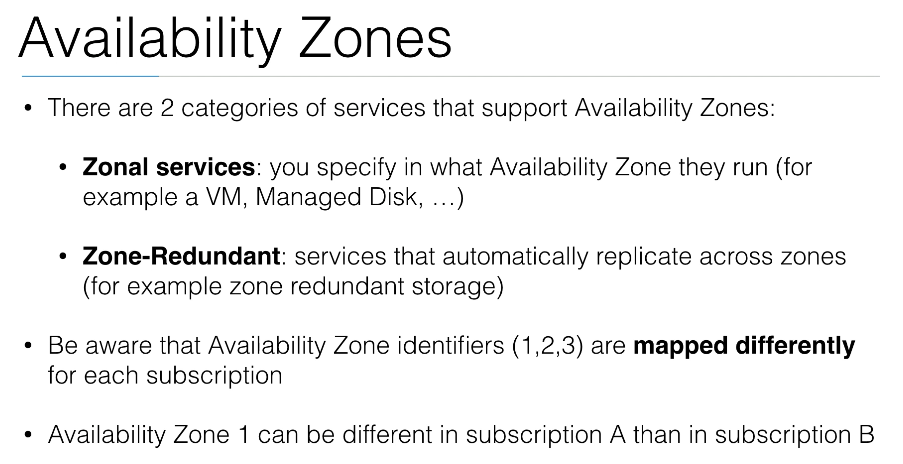 Availability Zones
• There are 2 categories of services that support Availability Zones:
• Zonal services: you specify in what Availability Zone they run (for
example a VM, Managed Disk, …)
• Zone-Redundant: services that automatically replicate across zones
(for example zone redundant storage)
• Be aware that Availability Zone identifiers (1,2,3) are mapped differently
for each subscription
• Availability Zone 1 can be different in subscription A than in subscription B